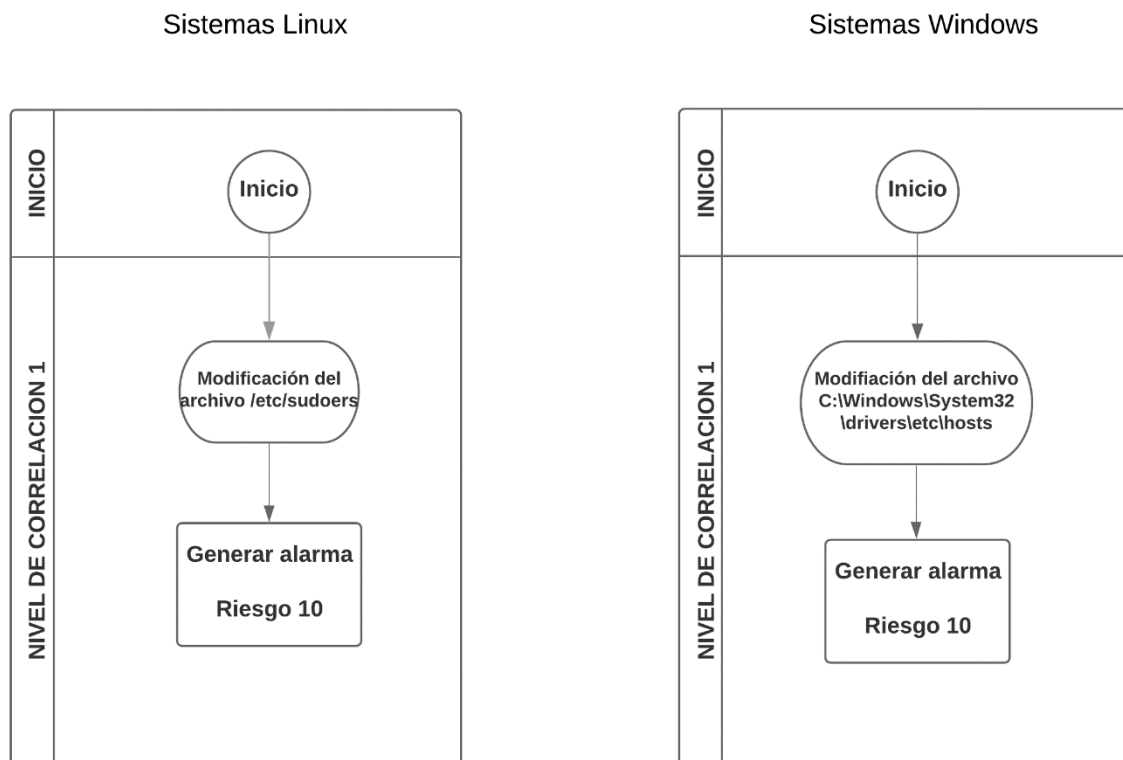 Sistemas Linux
INICIO
Inicio
NIVEL DE CORRELACION 1
Modificación del
archivo /etc/sudoers
Generar alarma
Riesgo 10
Sistemas Windows
INICIO
Inicio
NIVEL DE CORRELACION 1
Modifiación del archivo
C:\Windows\System32
\drivers\etc\hosts
Generar alarma
Riesgo 10